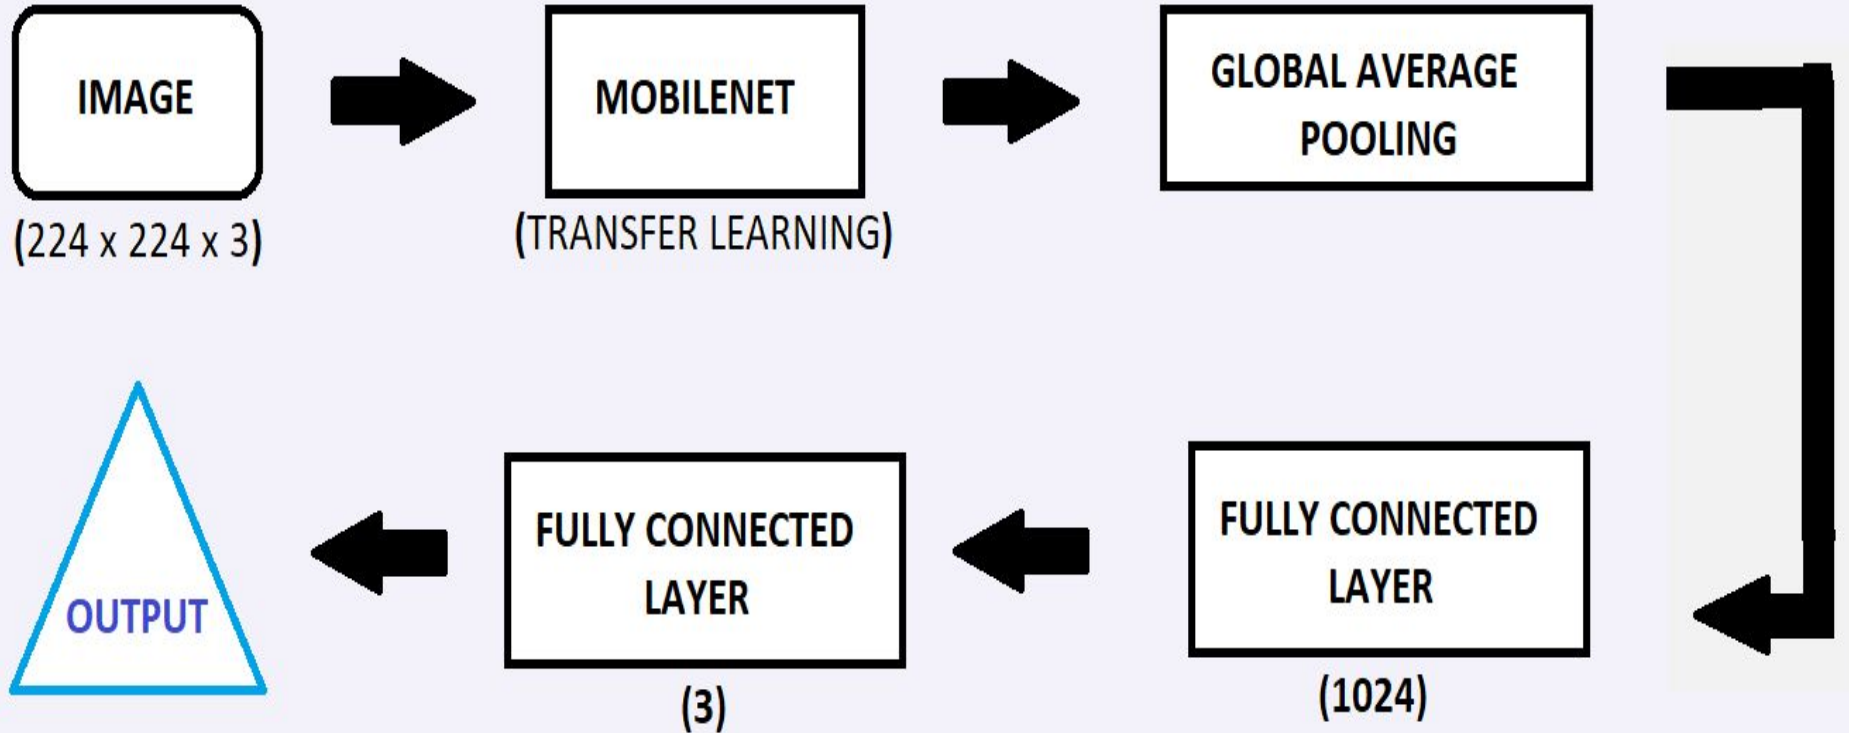 IMAGE
(224 x 224 x 3)
MOBILENET
(TRANSFER LEARNING)
GLOBAL AVERAGE
POOLING
FULLY CONNECTED
LAYER
(1024)
FULLY CONNECTED
LAYER
(3)
OUTPUT